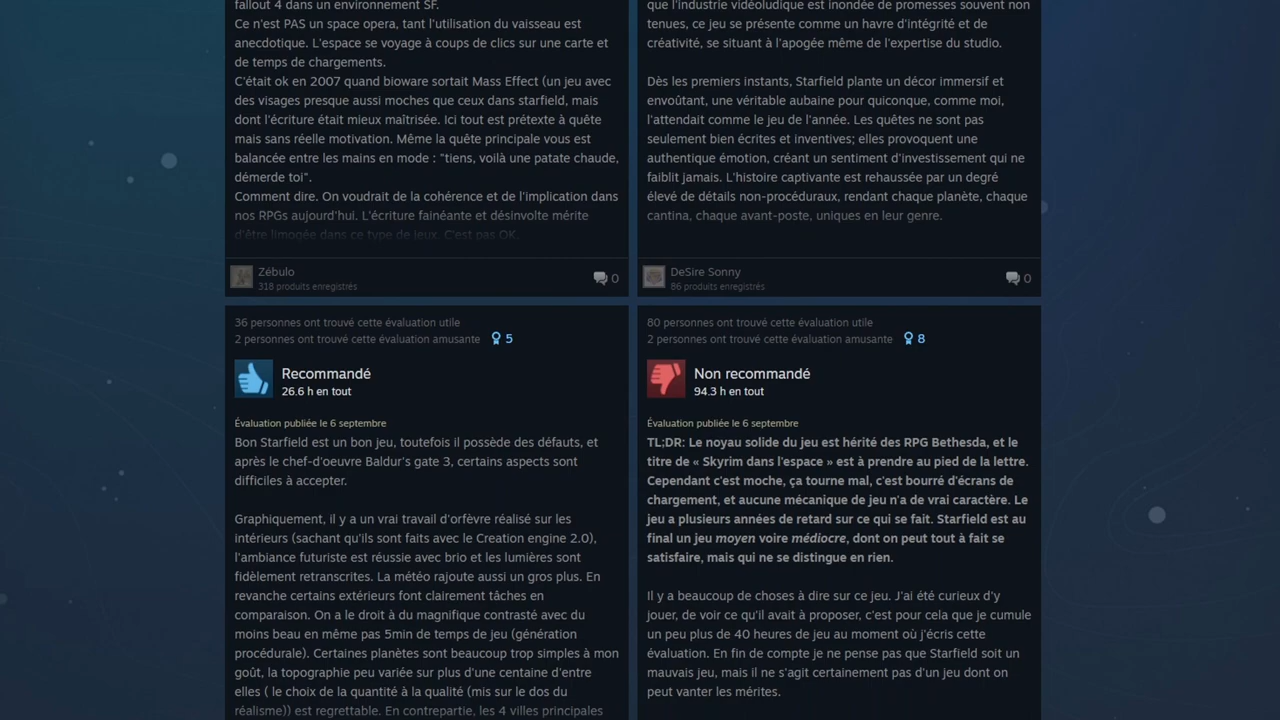 fallout 4 dans un environnement SF.
Ce n'est PAS un space opera, tant l'utilisation du vaisseau est
anecdotique. L'espace se voyage à coups de clics sur une carte et
de temps de chargements.
C'était ok en 2007 quand bioware sortait Mass Effect (un jeu avec
des visages presque aussi moches que ceux dans starfield, mais
dont l'écriture était mieux maîtrisée. Ici tout est prétexte à quête
mais sans réelle motivation. Même la quête principale vous est
balancée entre les mains en mode : "tiens, voilà une patate chaude,
démerde toi".
Comment dire. On voudrait de la cohérence et de l'implication dans
nos RPGs aujourd'hui. L'écriture fainéante et désinvolte mérite
d'être limogée dans ce type de jeux. C'est pas OK.
Zébulo
318 produits enregistrés
0
que l'industrie vidéoludique est inondée de promesses souvent non
tenues, ce jeu se présente comme un havre d'intégrité et de
créativité, se situant à l'apogée même de l'expertise du studio.
Dès les premiers instants, Starfield plante un décor immersif et
envoûtant, une véritable aubaine pour quiconque, comme moi,
l'attendait comme le jeu de l'année. Les quêtes ne sont pas
seulement bien écrites et inventives; elles provoquent une
authentique émotion, créant un sentiment d'investissement qui ne
faiblit jamais. L'histoire captivante est rehaussée par un degré
élevé de détails non-procéduraux, rendant chaque planète, chaque
cantina, chaque avant-poste, uniques en leur genre.
DeSire Sonny
86 produits enregistrés
0
36 personnes ont trouvé cette évaluation utile
2 personnes ont trouvé cette évaluation amusante 5
Recommandé
26.6 h en tout
Évaluation publiée le 6 septembre
Bon Starfield est un bon jeu, toutefois il possède des défauts, et
après le chef-d'oeuvre Baldur's gate 3, certains aspects sont
difficiles à accepter.
Graphiquement, il y a un vrai travail d'orfèvre réalisé sur les
intérieurs (sachant qu'ils sont faits avec le Creation engine 2.0),
l'ambiance futuriste est réussie avec brio et les lumières sont
fidèlement retranscrites. La météo rajoute aussi un gros plus. En
revanche certains extérieurs font clairement tâches en
comparaison. On a le droit à du magnifique contrasté avec du
moins beau en même pas 5min de temps de jeu (génération
procédurale). Certaines planètes sont beaucoup trop simples à mon
goût, la topographie peu variée sur plus d'une centaine d'entre
elles ( le choix de la quantité à la qualité (mis sur le dos du
réalisme)) est regrettable. En contrepartie, les 4 villes principales
80 personnes ont trouvé cette évaluation utile
2 personnes ont trouvé cette évaluation amusante 8
Non recommandé
94.3 h en tout
Évaluation publiée le 6 septembre
TL;DR: Le noyau solide du jeu est hérité des RPG Bethesda, et le
titre de « Skyrim dans l'espace » est à prendre au pied de la lettre.
Cependant c'est moche, ça tourne mal, c'est bourré d'écrans de
chargement, et aucune mécanique de jeu n'a de vrai caractère. Le
jeu a plusieurs années de retard sur ce qui se fait. Starfield est au
final un jeu moyen voire médiocre, dont on peut tout à fait se
satisfaire, mais qui ne se distingue en rien.
Il y a beaucoup de choses à dire sur ce jeu. J'ai été curieux d'y
jouer, de voir ce qu'il avait à proposer, c'est pour cela que je cumule
un peu plus de 40 heures de jeu au moment où j'écris cette
évaluation. En fin de compte je ne pense pas que Starfield soit un
mauvais jeu, mais il ne s'agit certainement pas d'un jeu dont on
peut vanter les mérites.